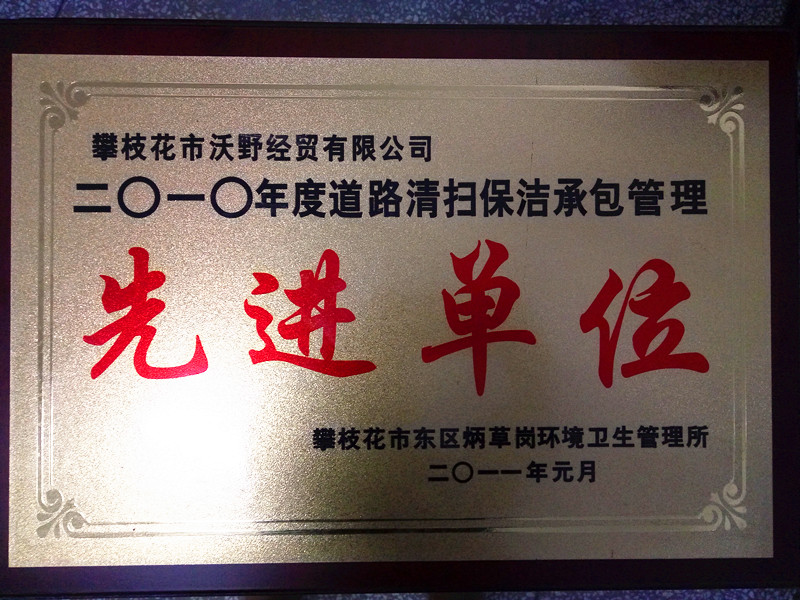 攀枝花市沃野经贸有限公司
二〇一〇年度道路清扫保洁承包管理
先进单位
攀枝花市东区炳草岗环境卫生管理所
二〇一一年元月